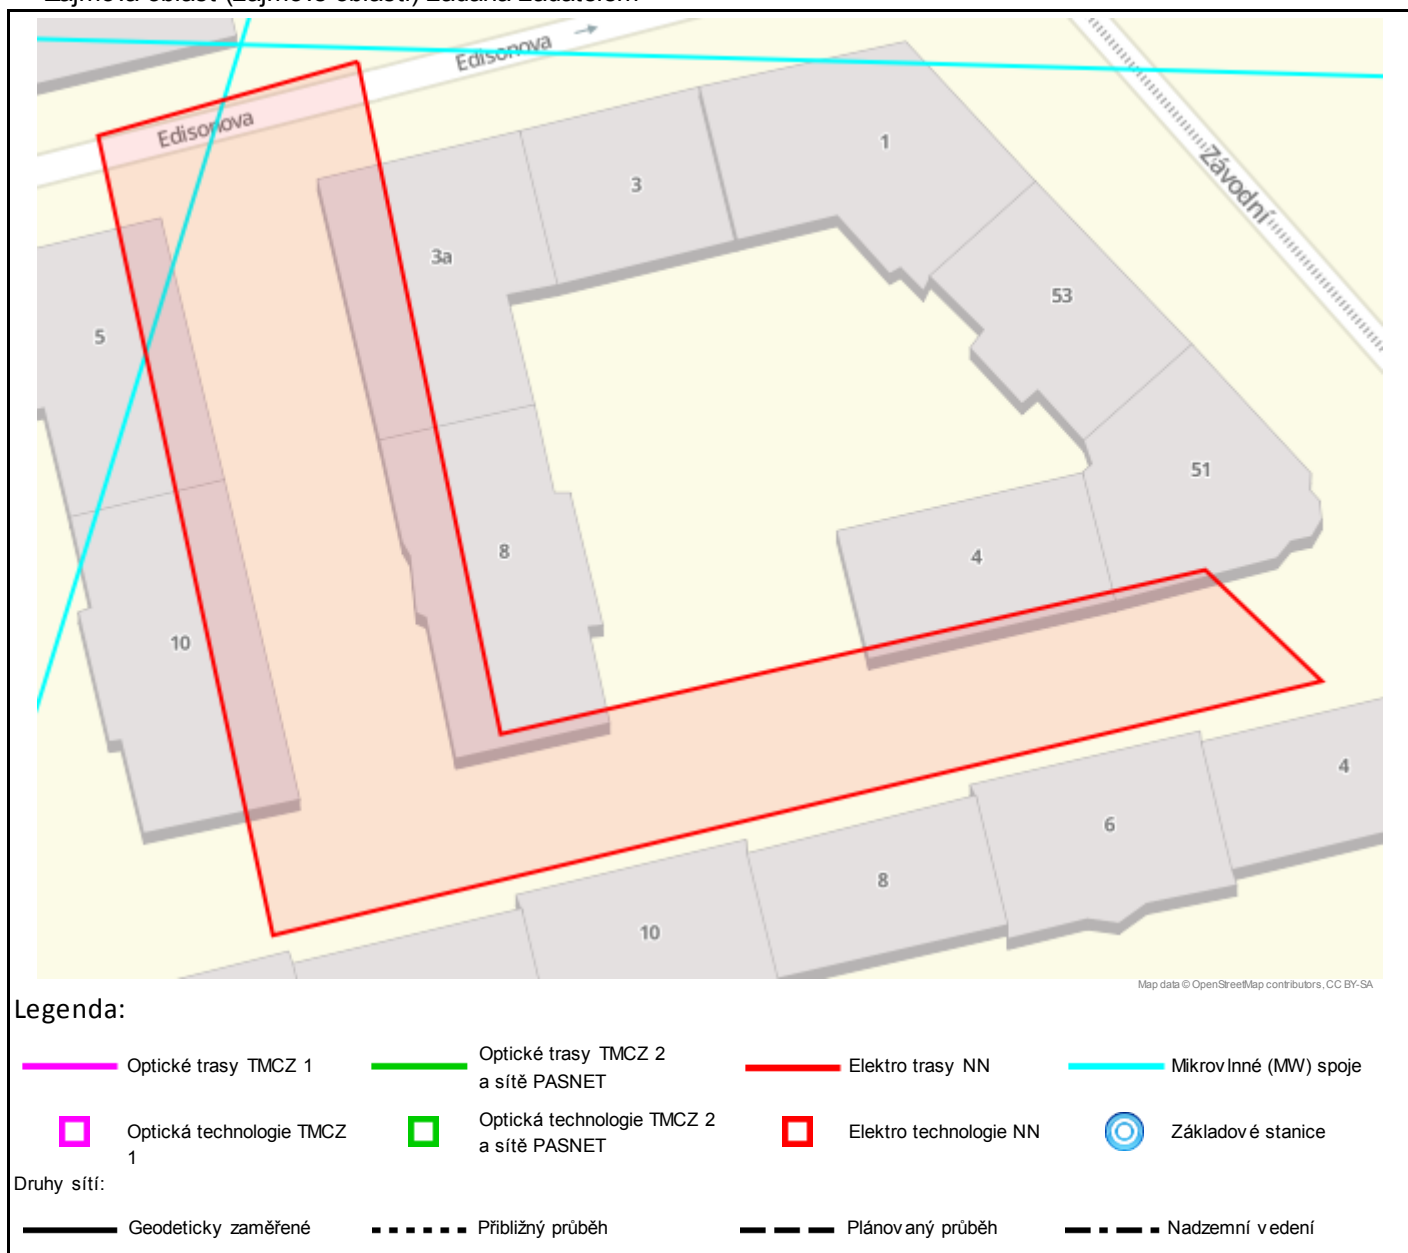 Edisonova
Edisonova
Závodní
1
3
3a
53
5
51
8
4
10
4
6
8
10
Map data © OpenStreetMap contributors, CC BY-SA
Legenda:
Optické trasy TMCZ 1
Optické trasy TMCZ 2
a sítě PASNET
Elektro trasy NN
Mikrovlnné (MW) spoje
Optická technologie TMCZ
1
Optická technologie TMCZ 2
a sítě PASNET
Elektro technologie NN
Základové stanice
Druhy sítí:
Geodeticky zaměřené
Přibližný průběh
Plánovaný průběh
Nadzemní vedení